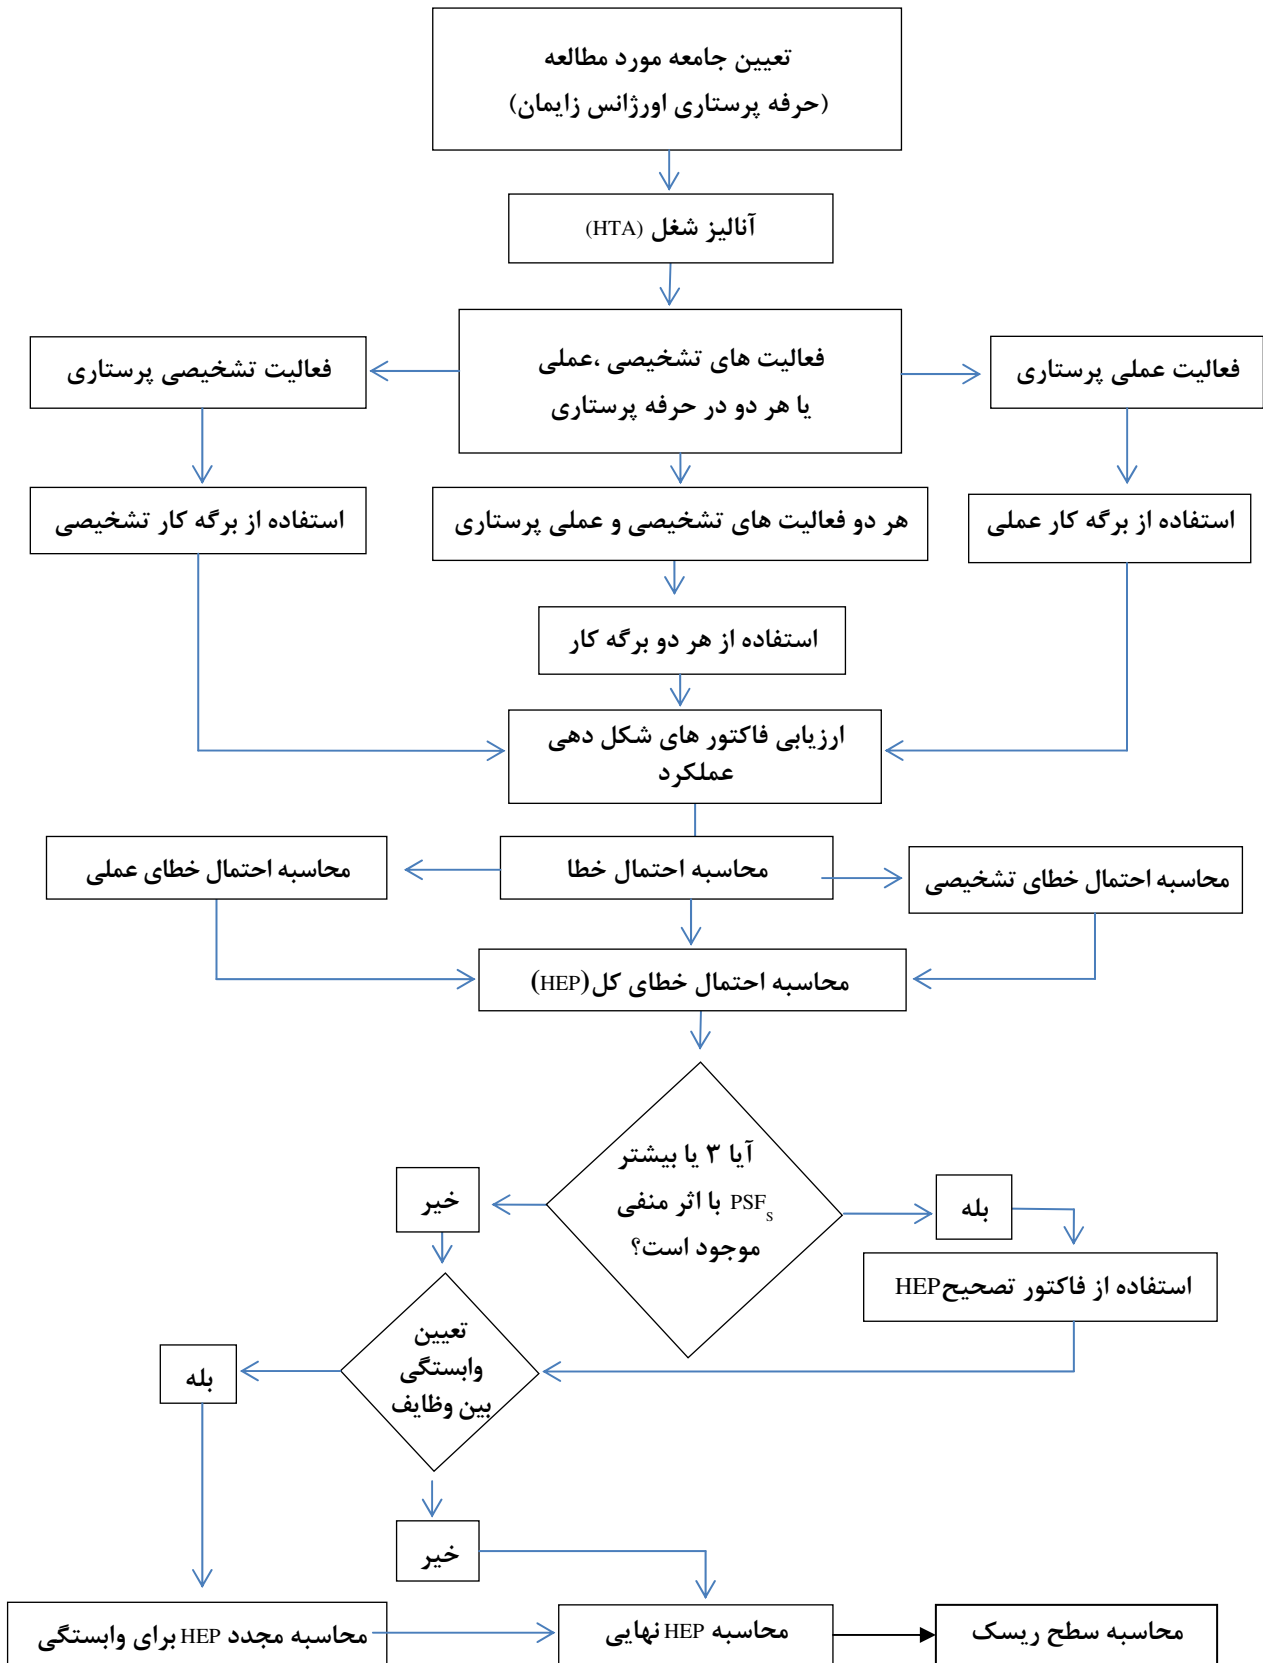 تعیین جامعه مورد مطالعه
(حرفه پرستاری اورژانس زایمان)
آنالیز شغل (HTA)
فعالیت های تشخیصی ،عملی
یا هر دو در حرفه پرستاری
فعالیت عملی پرستاری
فعالیت تشخیصی پرستاری
استفاده از برگه کار عملی
هر دو فعالیت های تشخیصی و عملی پرستاری
استفاده از برگه کار تشخیصی
استفاده از هر دو برگه کار
ارزیابی فاکتور های شکل دهی
عملکرد
محاسبه احتمال خطای تشخیصی
محاسبه احتمال خطا
محاسبه احتمال خطای عملی
محاسبه احتمال خطای کل(HEP)
آیا ۳ یا بیشتر
PSFs با اثر منفی
موجود است؟
بله
خیر
استفاده از فاکتور تصحیحHEP
تعیین
وابستگی
بین وظایف
بله
خیر
محاسبه مجدد HEP برای وابستگی
محاسبه HEP نهایی
محاسبه سطح ریسک